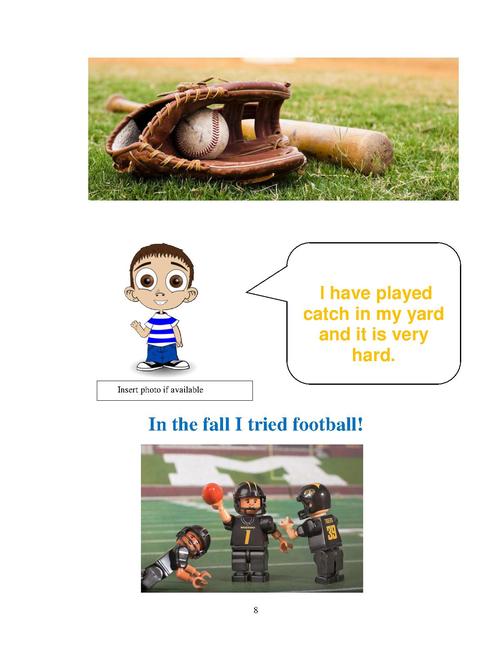 I have played
catch in my yard
and it is very
hard.
Insert photo if available
In the fall I tried football!
1
39
8